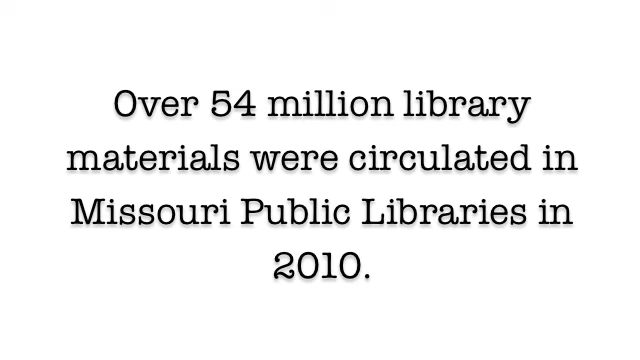 Over 54 million library
materials were circulated in
Missouri Public Libraries in
2010.